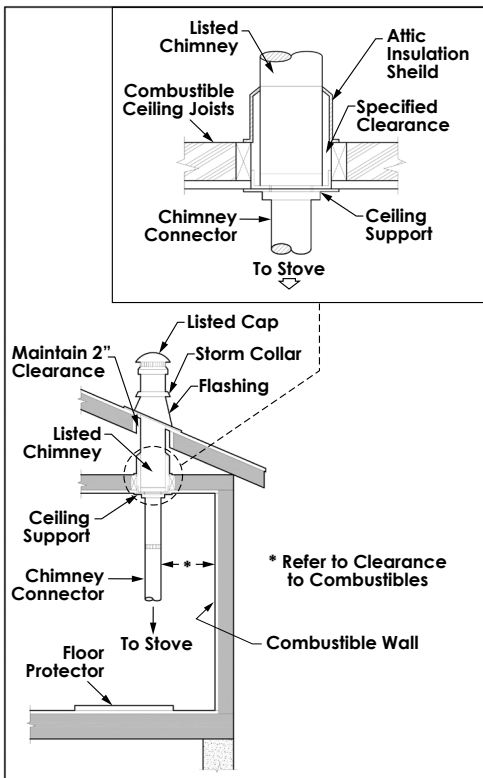 Listed
Chimney
Attic
Insulation
Sheild
Combustible
Ceiling Joists
Specified
Clearance
Chimney
Connector
Ceiling
Support
To Stove
Listed Cap
Maintain 2"
Clearance
Storm Collar
Flashing
Listed
Chimney
Ceiling
Support
*
* Refer to Clearance
to Combustibles
Chimney
Connector
To Stove
Combustible Wall
Floor
Protector